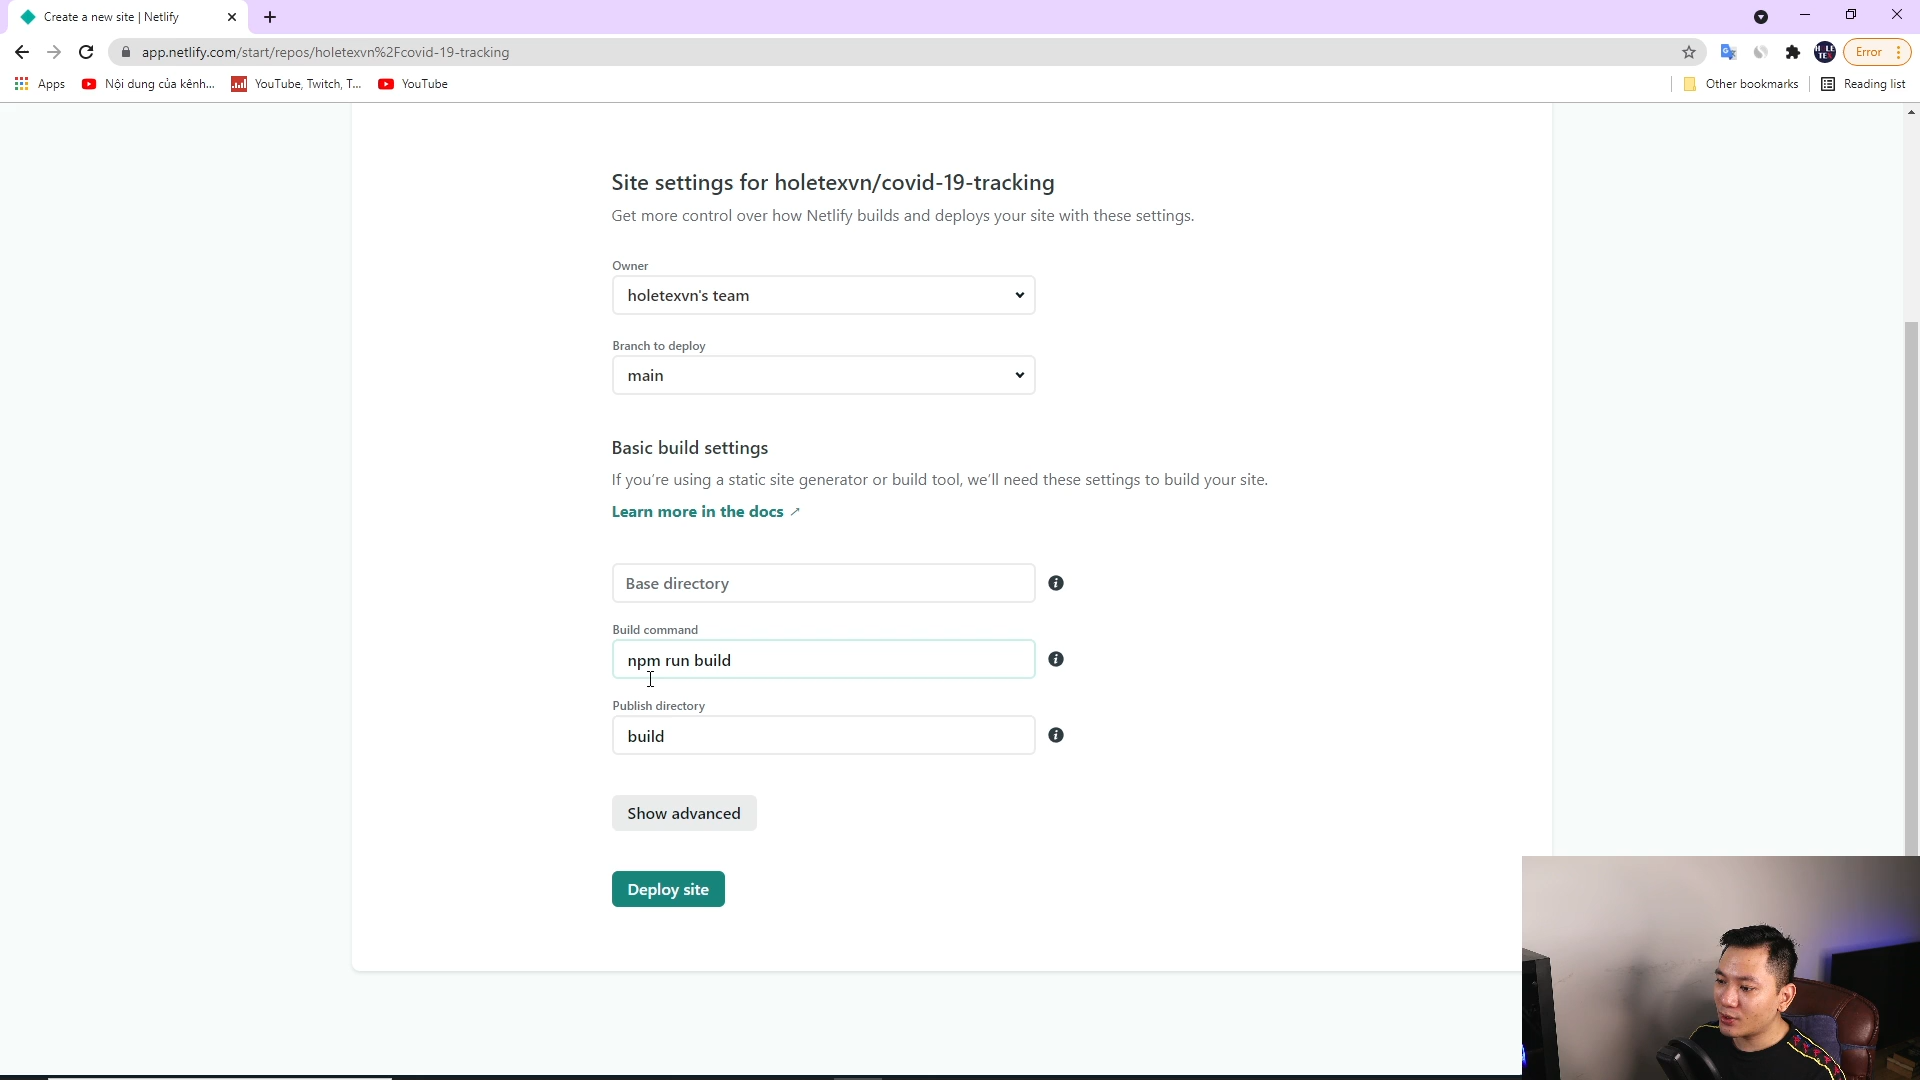 Create a new site | Netlify
app.netlify.com/start/repos/holetexvn%2Fcovid-19-tracking
Error
Apps
Nội dung của kênh...
YouTube, Twitch, T...
YouTube
Other bookmarks
Reading list
Site settings for holetexvn/covid-19-tracking
Get more control over how Netlify builds and deploys your site with these settings.
Owner
holetexvn's team
Branch to deploy
main
Basic build settings
If you're using a static site generator or build tool, we'll need these settings to build your site.
Learn more in the docs ↗
Base directory
Build command
npm run build
Publish directory
build
Show advanced
Deploy site